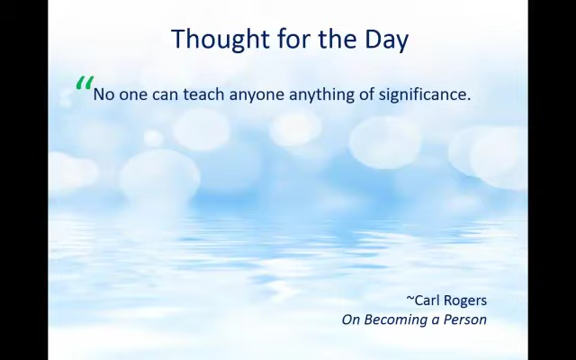 Thought for the Day
“No one can teach anyone anything of significance.
~Carl Rogers
On Becoming a Person